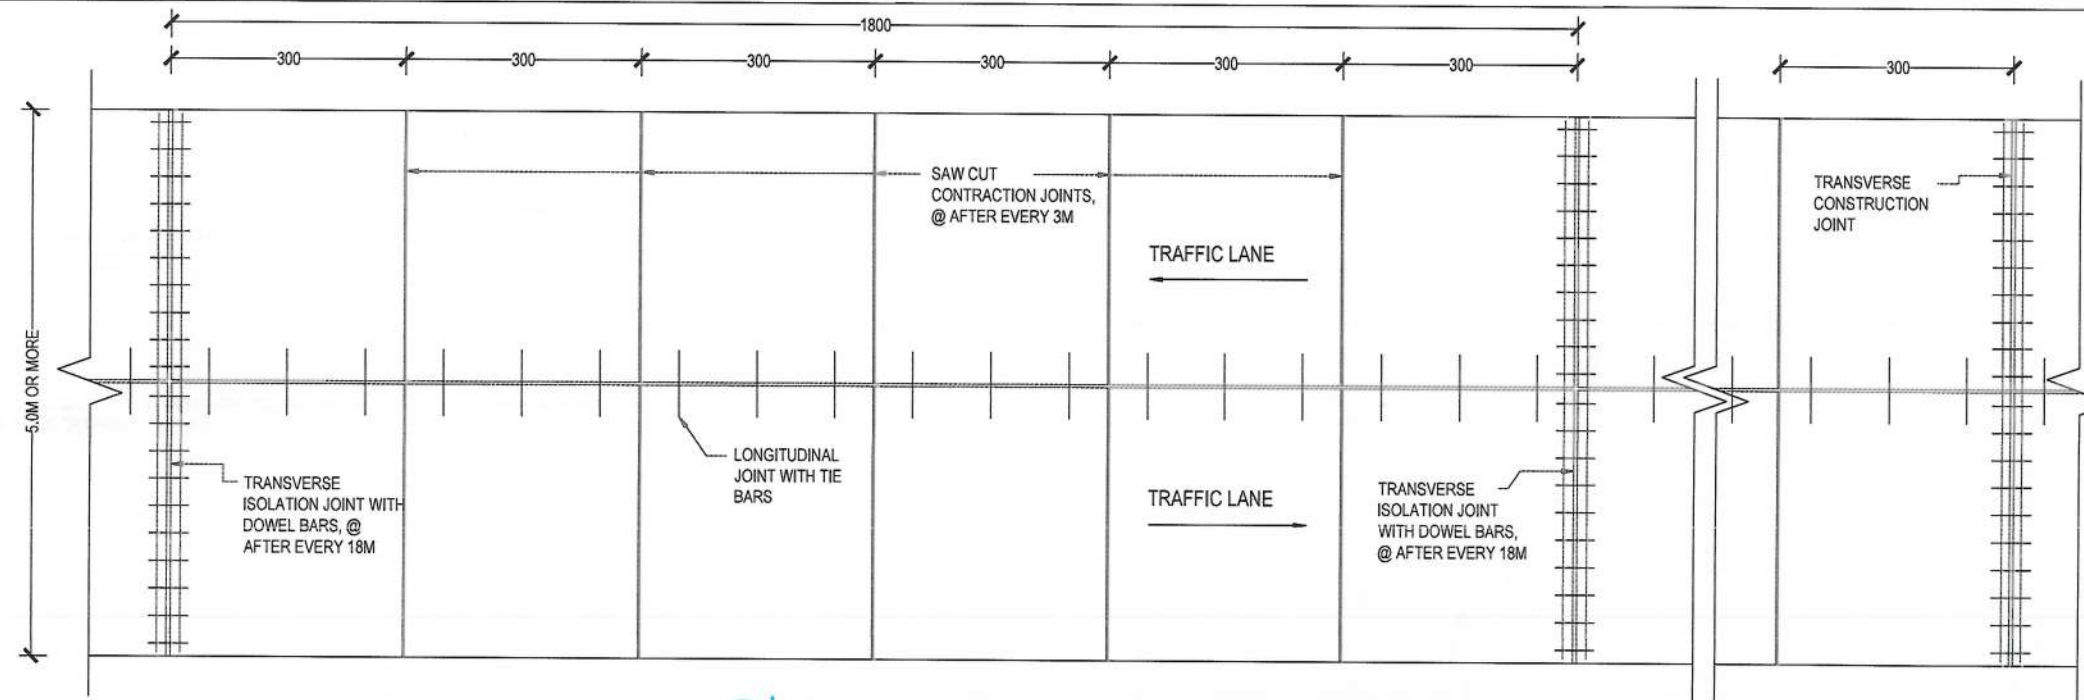 1800
300
300
300
300
300
300
300
5.0M OR MORE
SAW CUT
CONTRACTION JOINTS,
@ AFTER EVERY 3M
TRANSVERSE
CONSTRUCTION
JOINT
TRAFFIC LANE
LONGITUDINAL
JOINT WITH TIE
BARS
TRANSVERSE
ISOLATION JOINT WITH
DOWEL BARS, @
AFTER EVERY 18M
TRAFFIC LANE
TRANSVERSE
ISOLATION JOINT
WITH DOWEL BARS,
@ AFTER EVERY 18M